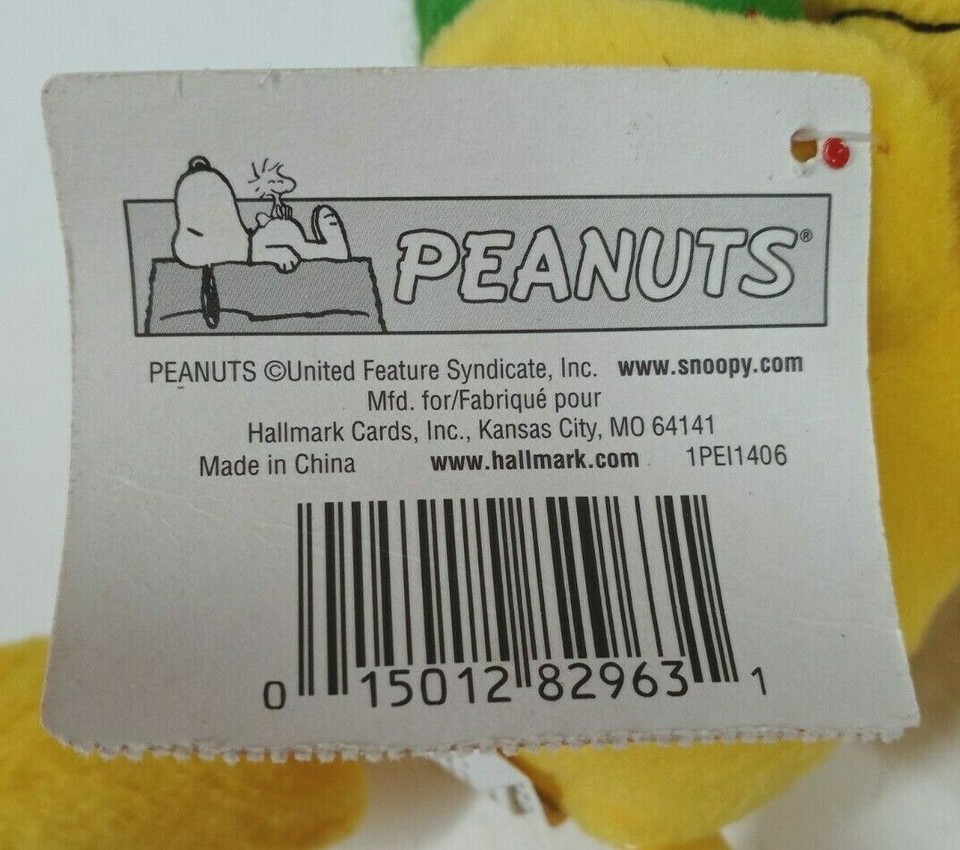 PEANUTS®
PEANUTS ©United Feature Syndicate, Inc. www.snoopy.com
Mfd. for/Fabriqué pour
Hallmark Cards, Inc., Kansas City, MO 64141
Made in China www.hallmark.com 1PEI1406
0 15012 82963 1